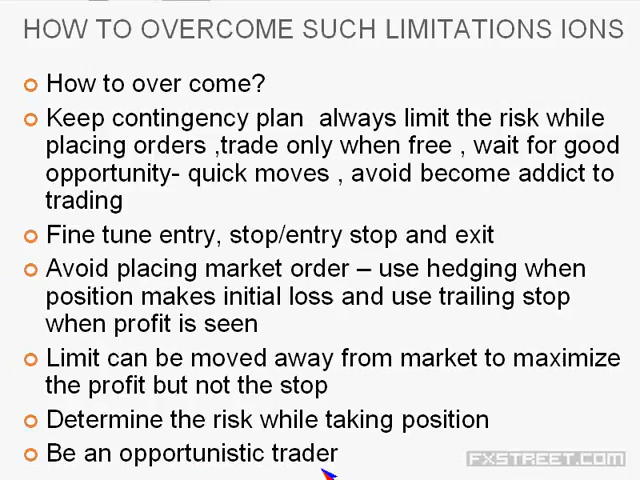 HOW TO OVERCOME SUCH LIMITATIONS IONS
How to over come?
Keep contingency plan always limit the risk while
placing orders ,trade only when free , wait for good
opportunity- quick moves , avoid become addict to
trading
Fine tune entry, stop/entry stop and exit
Avoid placing market order – use hedging when
position makes initial loss and use trailing stop
when profit is seen
Limit can be moved away from market to maximize
the profit but not the stop
Determine the risk while taking position
Be an opportunistic trader
FXSTREET.COM